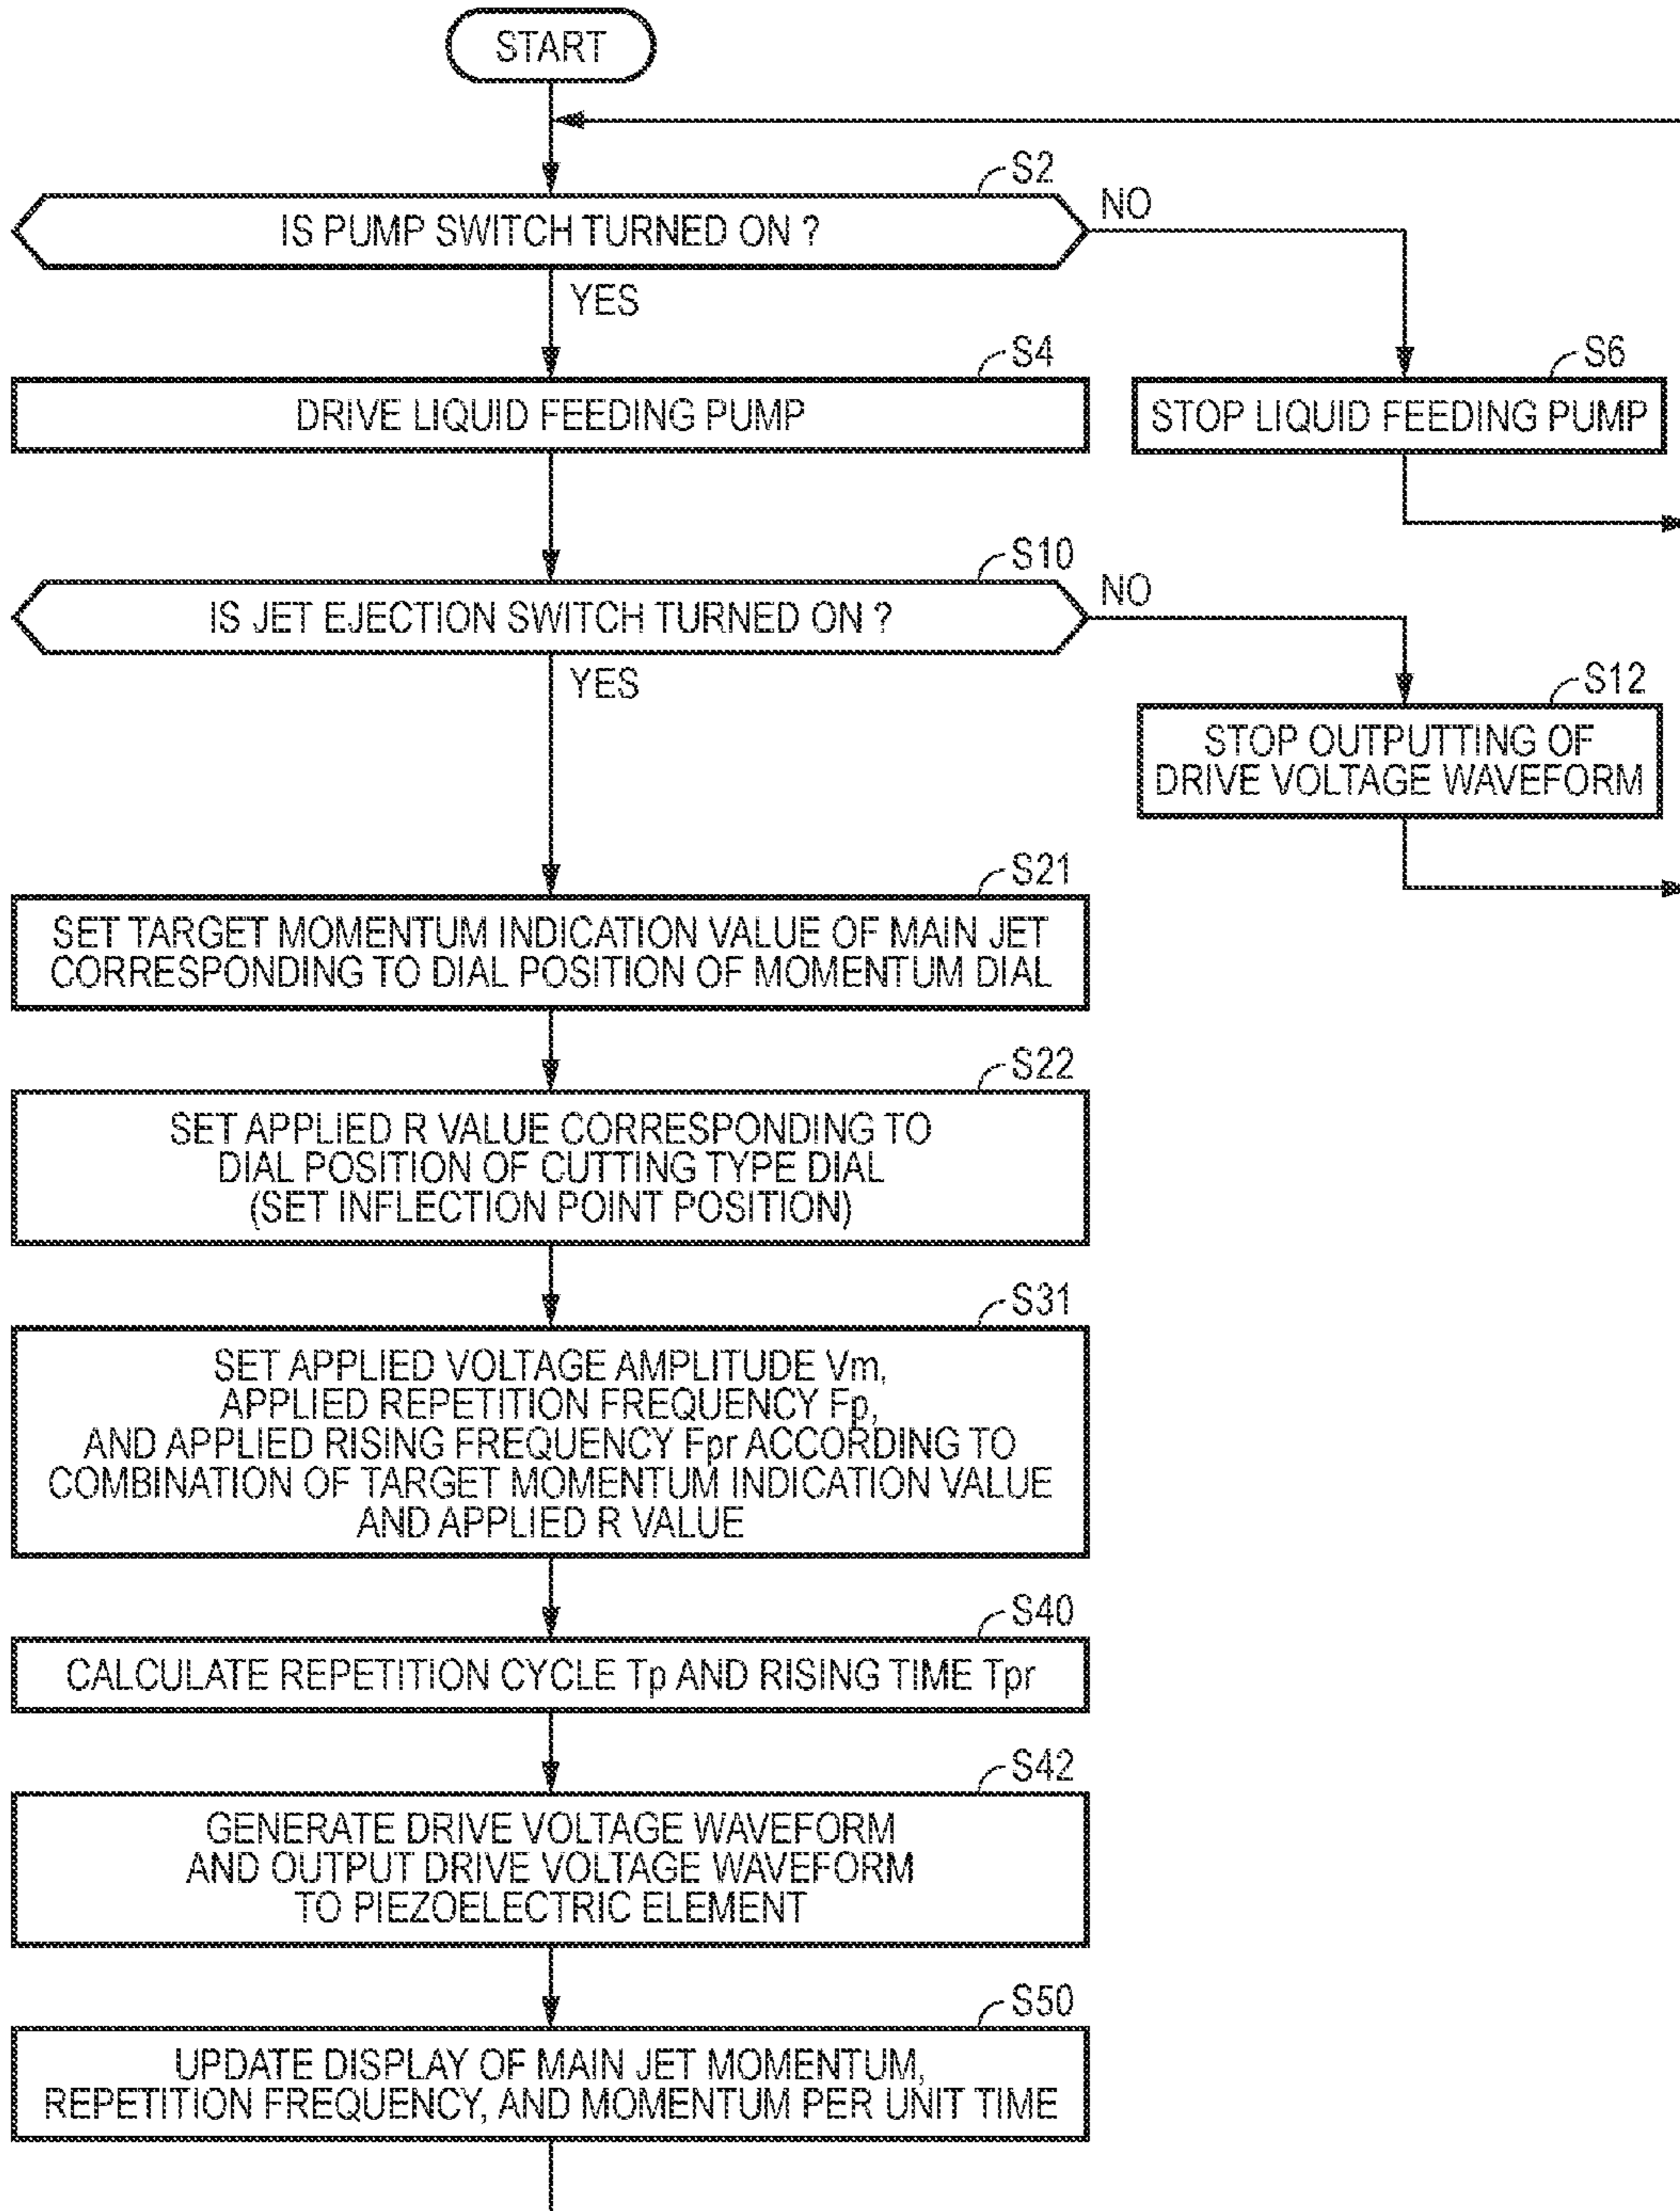 START
S2
IS PUMP SWITCH TURNED ON ?
NO
YES
S4
DRIVE LIQUID FEEDING PUMP
S6
STOP LIQUID FEEDING PUMP
S10
IS JET EJECTION SWITCH TURNED ON ?
NO
YES
S12
STOP OUTPUTTING OF
DRIVE VOLTAGE WAVEFORM
S21
SET TARGET MOMENTUM INDICATION VALUE OF MAIN JET
CORRESPONDING TO DIAL POSITION OF MOMENTUM DIAL
S22
SET APPLIED R VALUE CORRESPONDING TO
DIAL POSITION OF CUTTING TYPE DIAL
(SET INFLECTION POINT POSITION)
S31
SET APPLIED VOLTAGE AMPLITUDE Vm,
APPLIED REPETITION FREQUENCY Fp,
AND APPLIED RISING FREQUENCY Fpr ACCORDING TO
COMBINATION OF TARGET MOMENTUM INDICATION VALUE
AND APPLIED R VALUE
S40
CALCULATE REPETITION CYCLE Tp AND RISING TIME Tpr
S42
GENERATE DRIVE VOLTAGE WAVEFORM
AND OUTPUT DRIVE VOLTAGE WAVEFORM
TO PIEZOELECTRIC ELEMENT
S50
UPDATE DISPLAY OF MAIN JET MOMENTUM,
REPETITION FREQUENCY, AND MOMENTUM PER UNIT TIME